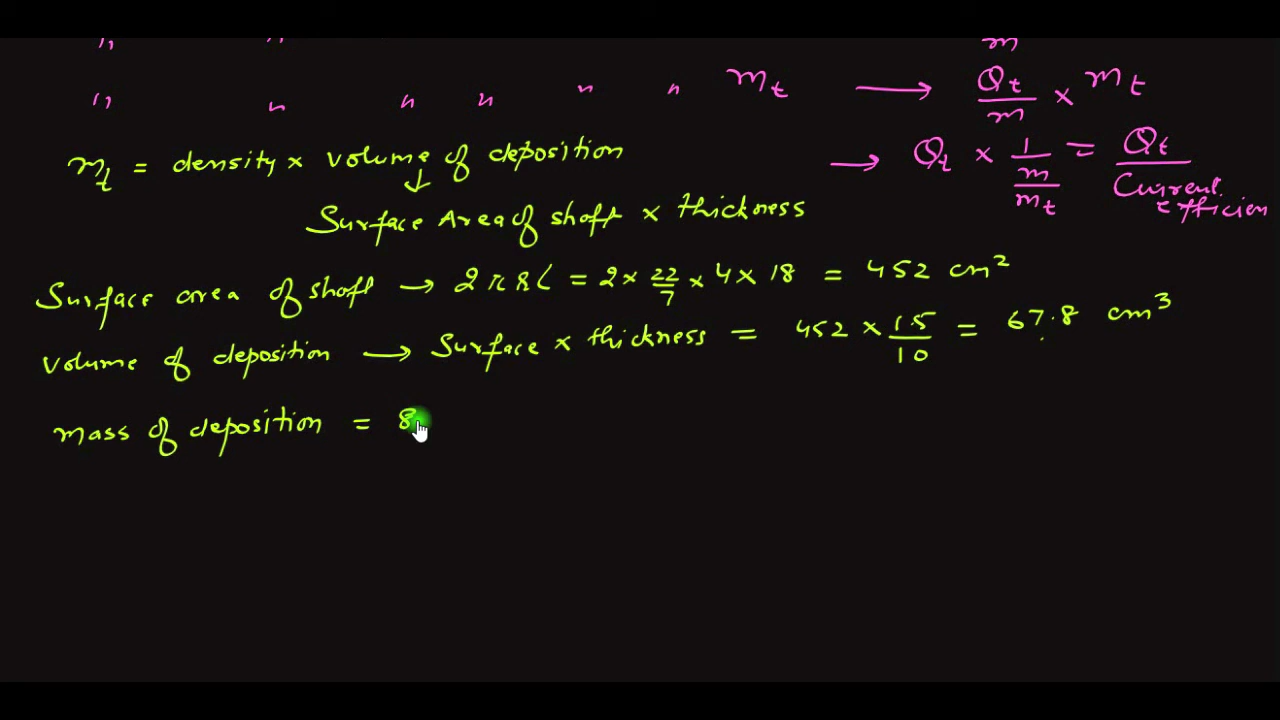 " "
m
" " " " " " mt → Qt/m × mt
mt = density × volume of deposition → Qt × 1/(m/mt) = Qt/Current efficien
↓
Surface Area of shaft × thickness
Surface area of shaft → 2πRL = 2 × 22/7 × 4 × 18 = 452 cm²
Volume of deposition → Surface × thickness = 452 × 1.5/10 = 67.8 cm³
mass of deposition = 8